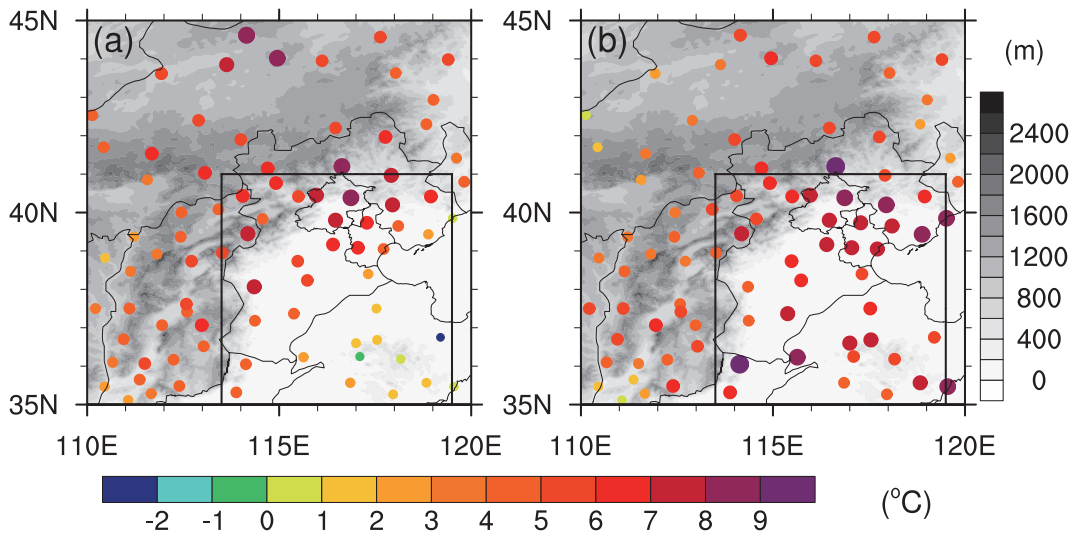 45N (a) 45N (b) (m)
2400
2000
40N 40N 1600
1200
800
400
35N 35N 0
110E 115E 120E 110E 115E 120E
-2 -1 0 1 2 3 4 5 6 7 8 9 (°C)